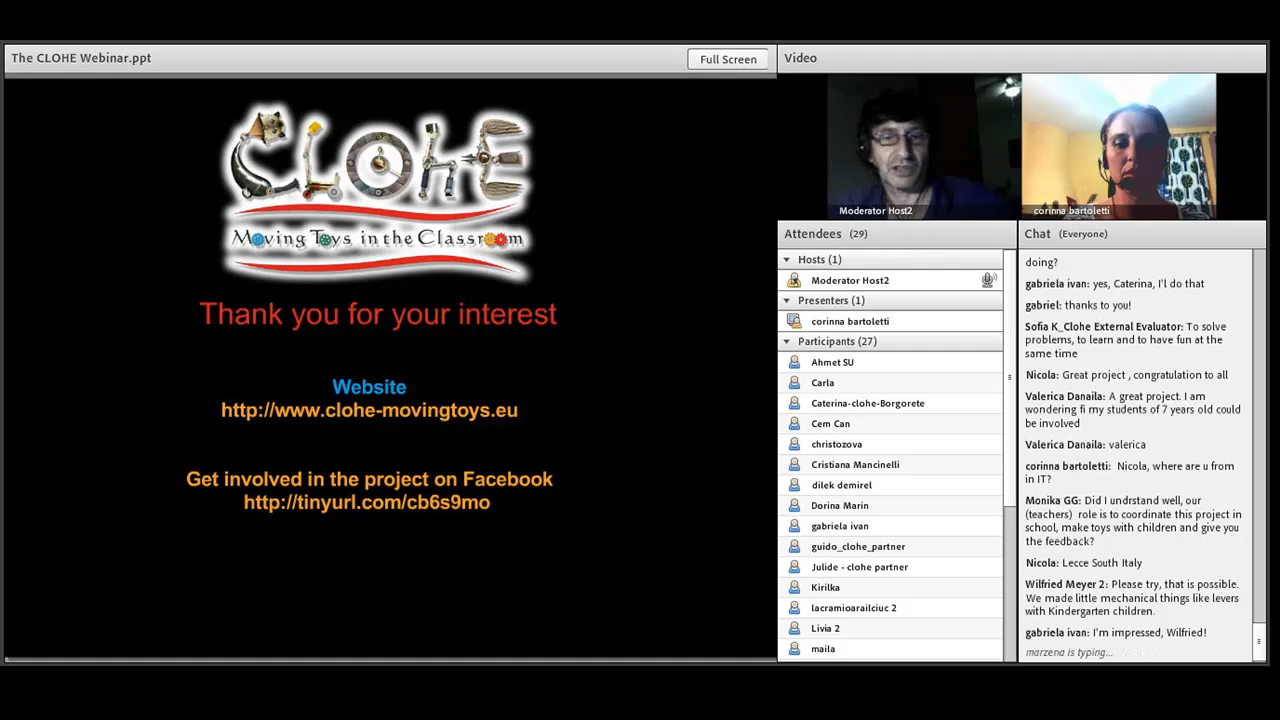 The CLOHE Webinar.ppt
Full Screen
CLOHE
Moving Toys in the Classroom
Thank you for your interest
Website
http://www.clohe-movingtoys.eu
Get involved in the project on Facebook
http://tinyurl.com/cb6s9mo
Video
Moderator Host2
corinna bartoletti
Attendees (29)
Hosts (1)
Moderator Host2
Presenters (1)
corinna bartoletti
Participants (27)
Ahmet SU
Carla
Caterina-clohe-Borgorete
Cem Can
christozova
Cristiana Mancinelli
dilek demirel
Dorina Marin
gabriela ivan
guido_clohe_partner
Julide - clohe partner
Kirilka
lacramioarailciuc 2
Livia 2
maila
Chat (Everyone)
doing?
gabriela ivan: yes, Caterina, I'l do that
gabriel: thanks to you!
Sofia K_Clohe External Evaluator: To solve
problems, to learn and to have fun at the
same time
Nicola: Great project , congratulation to all
Valerica Danaila: A great project. I am
wondering fi my students of 7 years old could
be involved
Valerica Danaila: valerica
corinna bartoletti: Nicola, where are u from
in IT?
Monika GG: Did I undrstand well, our
(teachers) role is to coordinate this project in
school, make toys with children and give you
the feedback?
Nicola: Lecce South Italy
Wilfried Meyer 2: Please try, that is possible.
We made little mechanical things like levers
with Kindergarten children.
gabriela ivan: I'm impressed, Wilfried!
marzena is typing...